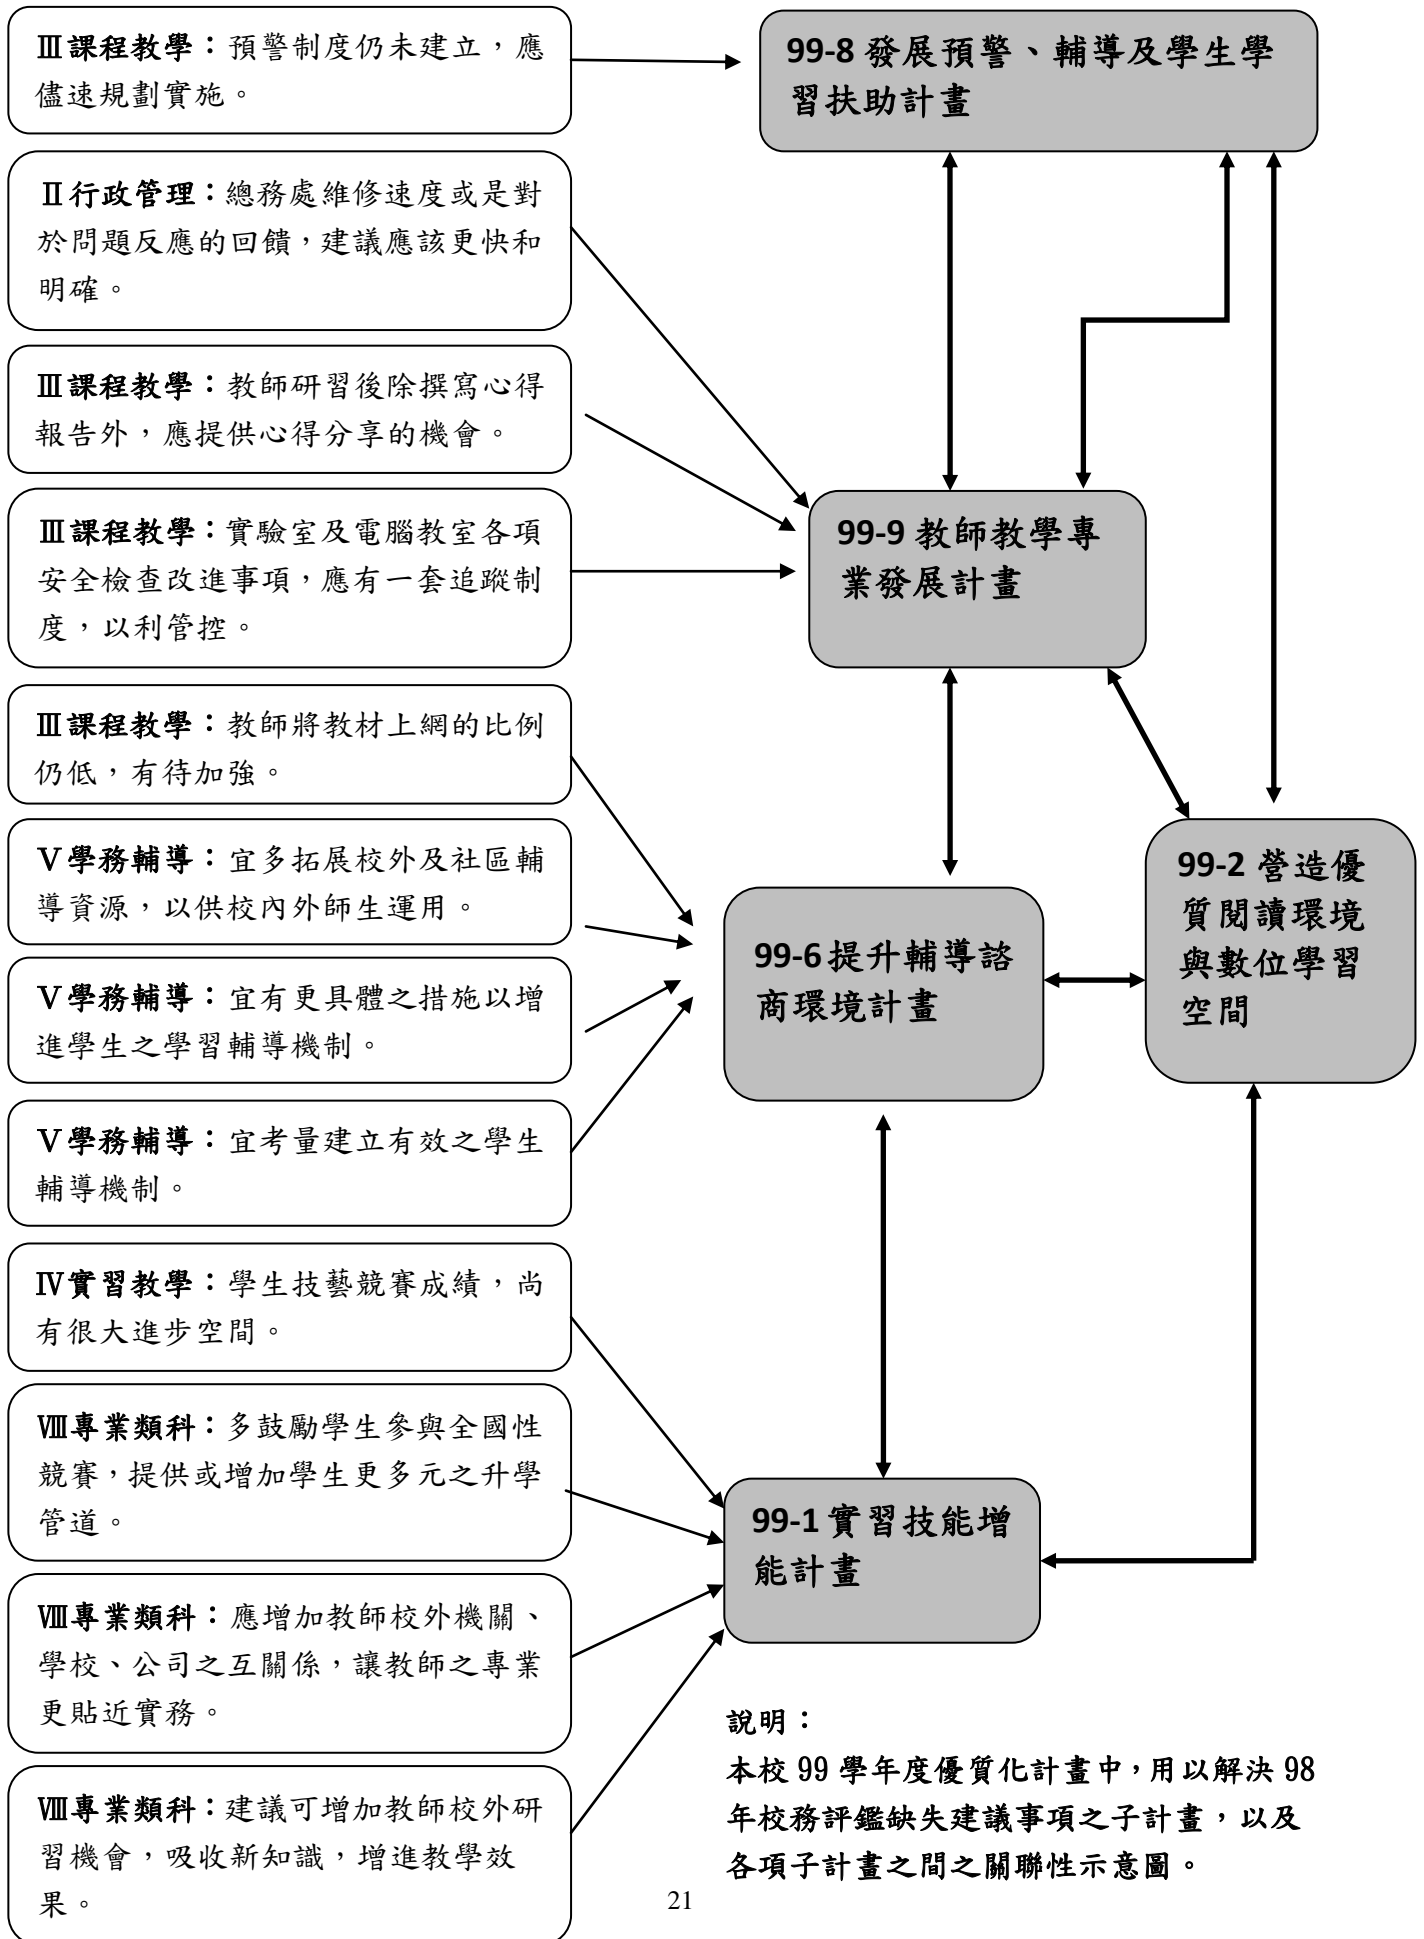 Ⅲ課程教學：預警制度仍未建立，應
儘速規劃實施。
Ⅱ行政管理：總務處維修速度或是對
於問題反應的回饋，建議應該更快和
明確。
Ⅲ課程教學：教師研習後除撰寫心得
報告外，應提供心得分享的機會。
Ⅲ課程教學：實驗室及電腦教室各項
安全檢查改進事項，應有一套追蹤制
度，以利管控。
Ⅲ課程教學：教師將教材上網的比例
仍低，有待加強。
Ⅴ學務輔導：宜多拓展校外及社區輔
導資源，以供校內外師生運用。
Ⅴ學務輔導：宜有更具體之措施以增
進學生之學習輔導機制。
Ⅴ學務輔導：宜考量建立有效之學生
輔導機制。
Ⅳ實習教學：學生技藝競賽成績，尚
有很大進步空間。
Ⅷ專業類科：多鼓勵學生參與全國性
競賽，提供或增加學生更多元之升學
管道。
Ⅷ專業類科：應增加教師校外機關、
學校、公司之互關係，讓教師之專業
更貼近實務。
Ⅷ專業類科：建議可增加教師校外研
習機會，吸收新知識，增進教學效
果。
99-8 發展預警、輔導及學生學
習扶助計畫
99-9 教師教學專
業發展計畫
99-2 營造優
質閱讀環境
與數位學習
空間
99-6 提升輔導諮
商環境計畫
99-1 實習技能增
能計畫
說明：
本校 99 學年度優質化計畫中，用以解決 98
年校務評鑑缺失建議事項之子計畫，以及
各項子計畫之間之關聯性示意圖。
21